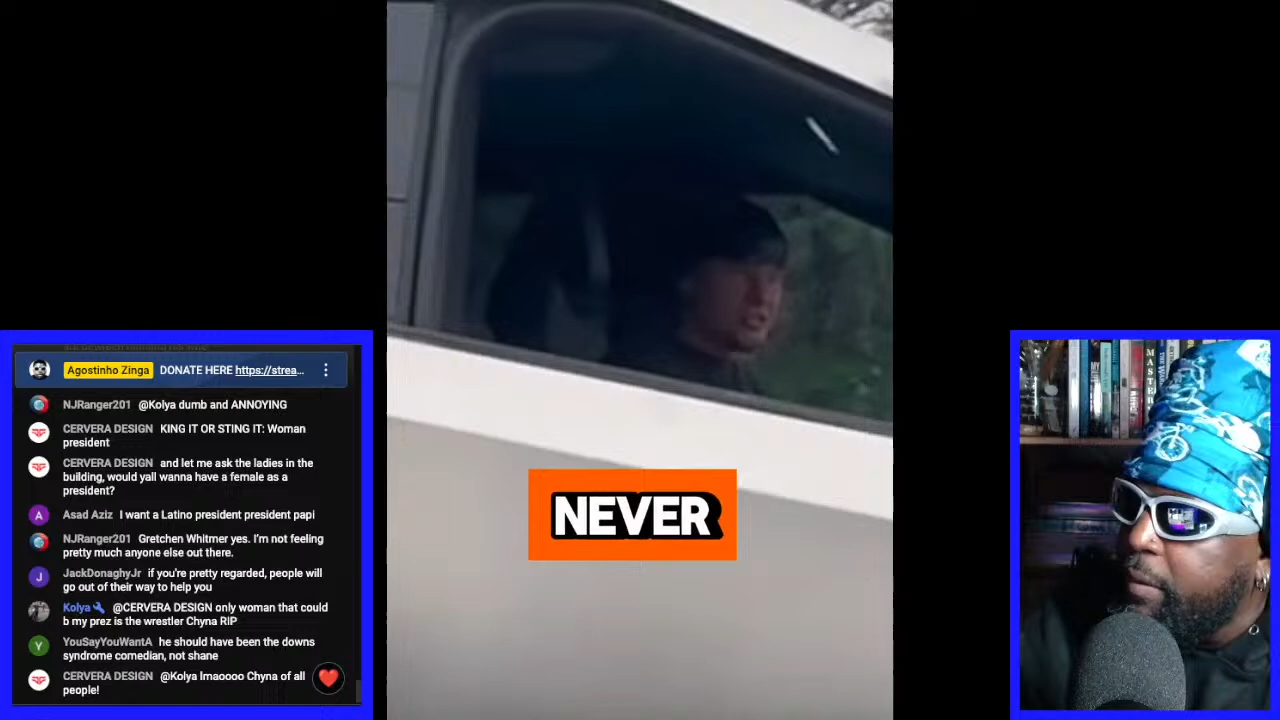 Agostinho Zinga DONATE HERE https://strea...
NJRanger201 @Kolya dumb and ANNOYING
CERVERA DESIGN KING IT OR STING IT: Woman
president
CERVERA DESIGN and let me ask the ladies in the
building, would yall wanna have a female as a
president?
Asad Aziz I want a Latino president president papi
NJRanger201 Gretchen Whitmer yes. I'm not feeling
pretty much anyone else out there.
JackDonaghyJr if you're pretty regarded, people will
go out of their way to help you
Kolya @CERVERA DESIGN only woman that could
b my prez is the wrestler Chyna RIP
YouSayYouWantA he should have been the downs
syndrome comedian, not shane
CERVERA DESIGN @Kolya lmaoooo Chyna of all
people!
NEVER
MASTER